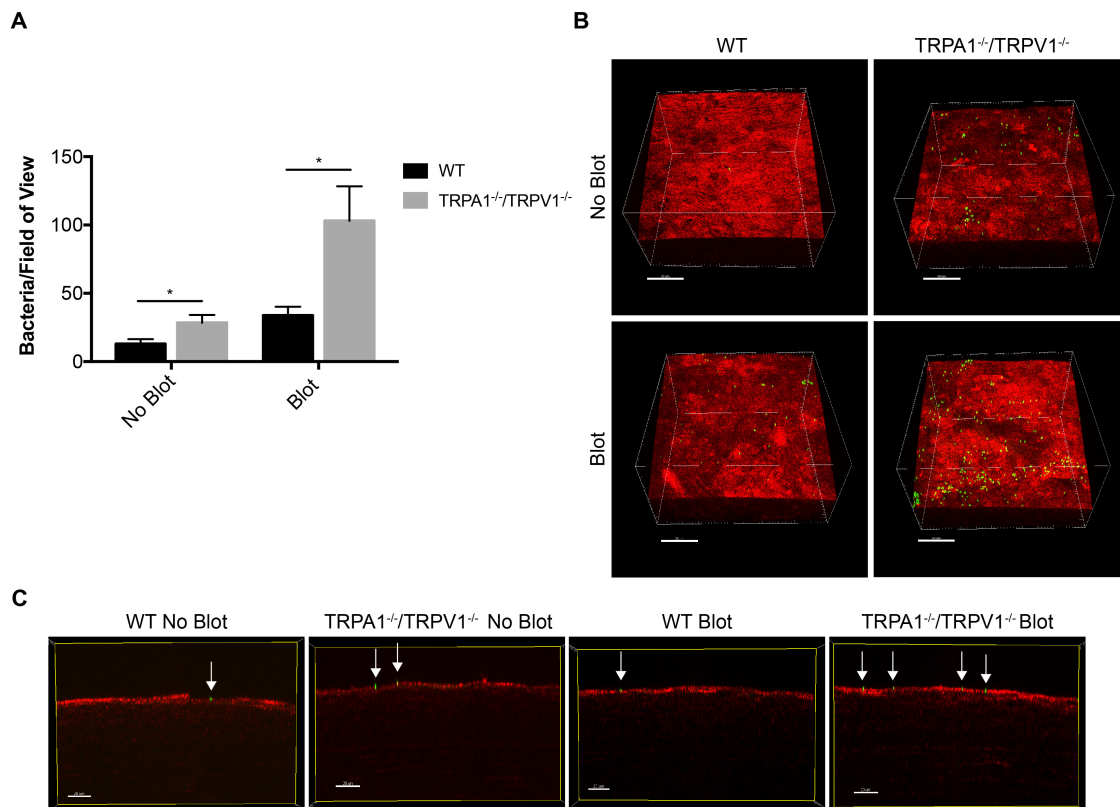 A
150
100
50
0
Bacteria/Field of View
No Blot
Blot
*
*
WT
TRPA1-/-/TRPV1-/-
B
WT
TRPA1-/-/TRPV1-/-
No Blot
Blot
C
WT No Blot
TRPA1-/-/TRPV1-/- No Blot
WT Blot
TRPA1-/-/TRPV1-/- Blot